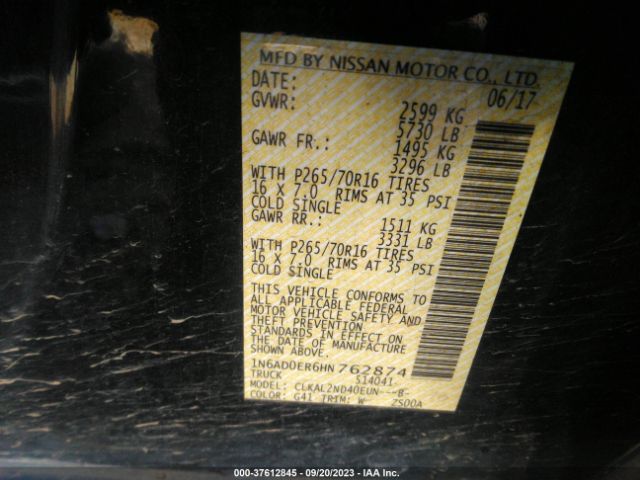 MFD BY NISSAN MOTOR CO., LTD.
DATE: 06/17
GVWR: 2599 KG
5730 LB
GAWR FR.: 1495 KG
3296 LB
WITH P265/70R16 TIRES
16 X 7.0 RIMS AT 35 PSI
COLD SINGLE
GAWR RR.: 1511 KG
3331 LB
WITH P265/70R16 TIRES
16 X 7.0 RIMS AT 35 PSI
COLD SINGLE
THIS VEHICLE CONFORMS TO
ALL APPLICABLE FEDERAL
MOTOR VEHICLE SAFETY AND
THEFT PREVENTION
STANDARDS IN EFFECT ON
THE DATE OF MANUFACTURE
SHOWN ABOVE.
1N6AD0ER6HN762874
TRUCK S14041
MODEL: CLKAL2ND40EUN---B-
COLOR: G41 TRIM: W ZS00A
000-37612845 - 09/20/2023 - IAA Inc.